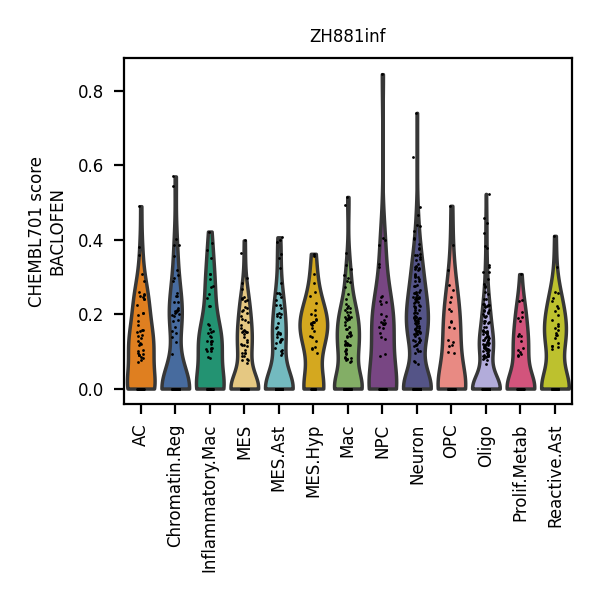 ZH881inf
CHEMBL701 score
BACLOFEN
0.8
0.6
0.4
0.2
0.0
AC
Chromatin.Reg
Inflammatory.Mac
MES
MES.Ast
MES.Hyp
Mac
NPC
Neuron
OPC
Oligo
Prolif.Metab
Reactive.Ast